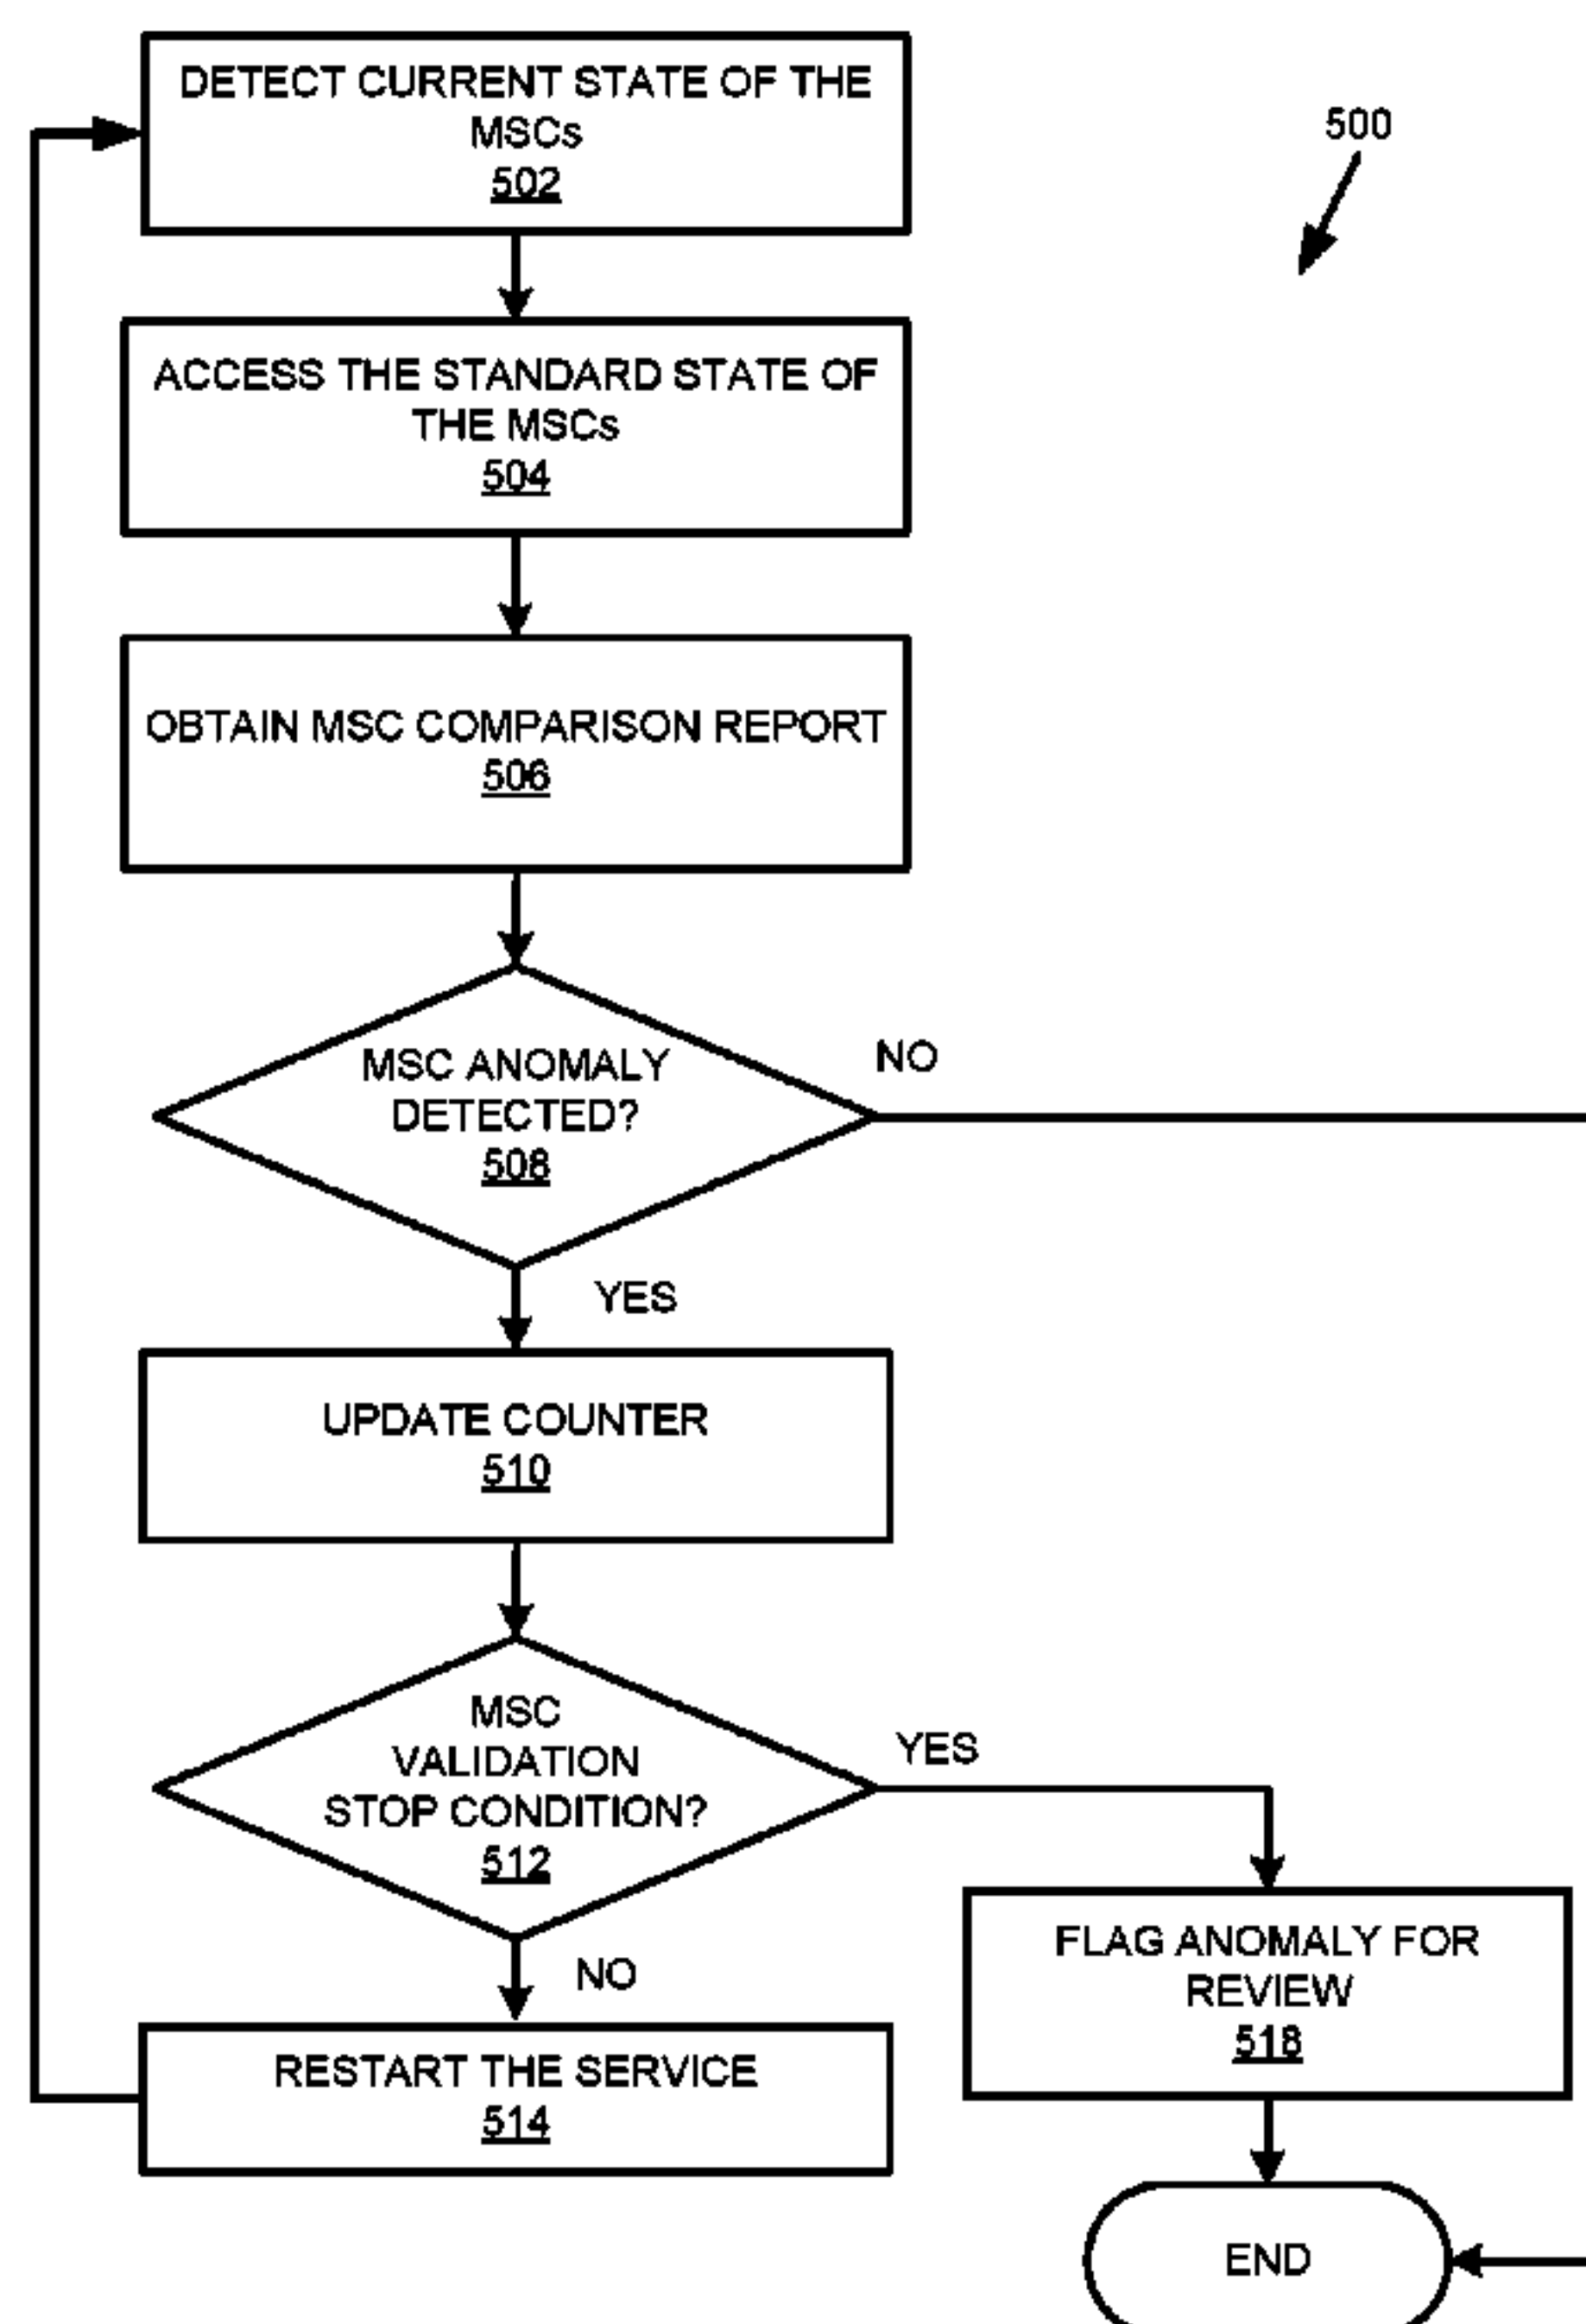 DETECT CURRENT STATE OF THE
MSCs
502
500
ACCESS THE STANDARD STATE OF
THE MSCs
504
OBTAIN MSC COMPARISON REPORT
506
MSC ANOMALY
DETECTED?
508
NO
YES
UPDATE COUNTER
510
MSC
VALIDATION
STOP CONDITION?
512
YES
NO
FLAG ANOMALY FOR
REVIEW
518
RESTART THE SERVICE
514
END